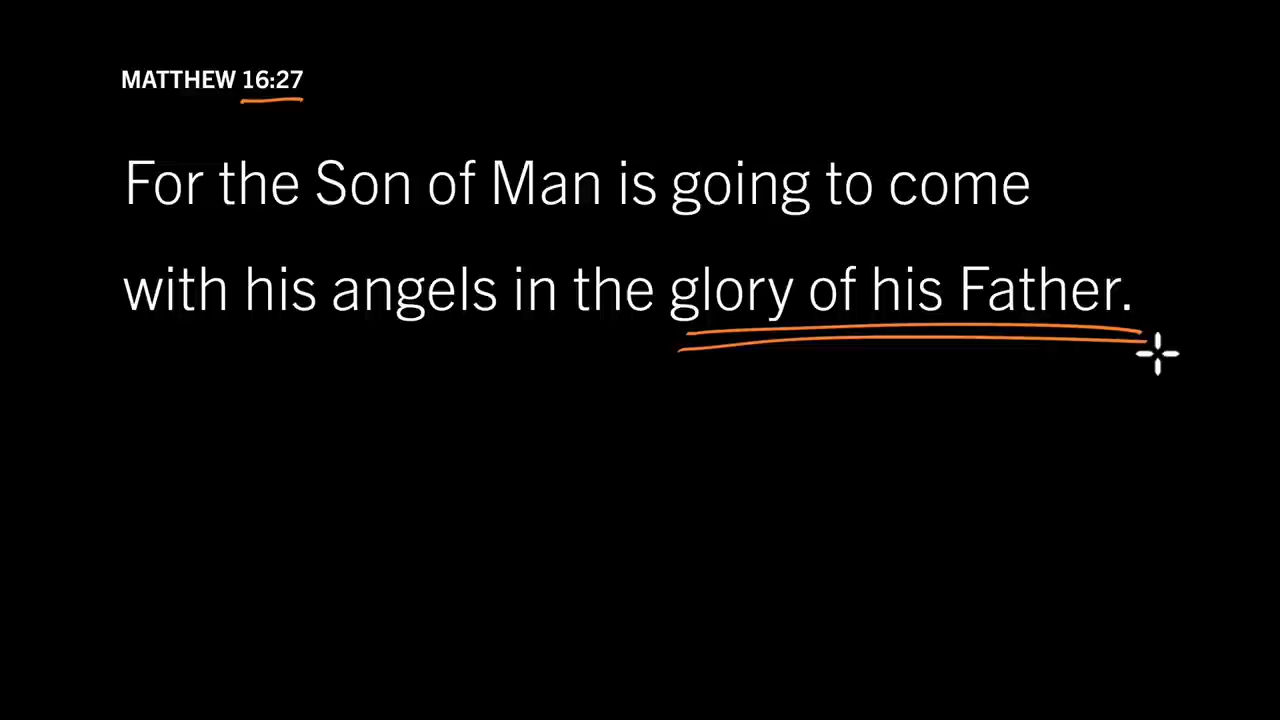 MATTHEW 16:27
For the Son of Man is going to come
with his angels in the glory of his Father.